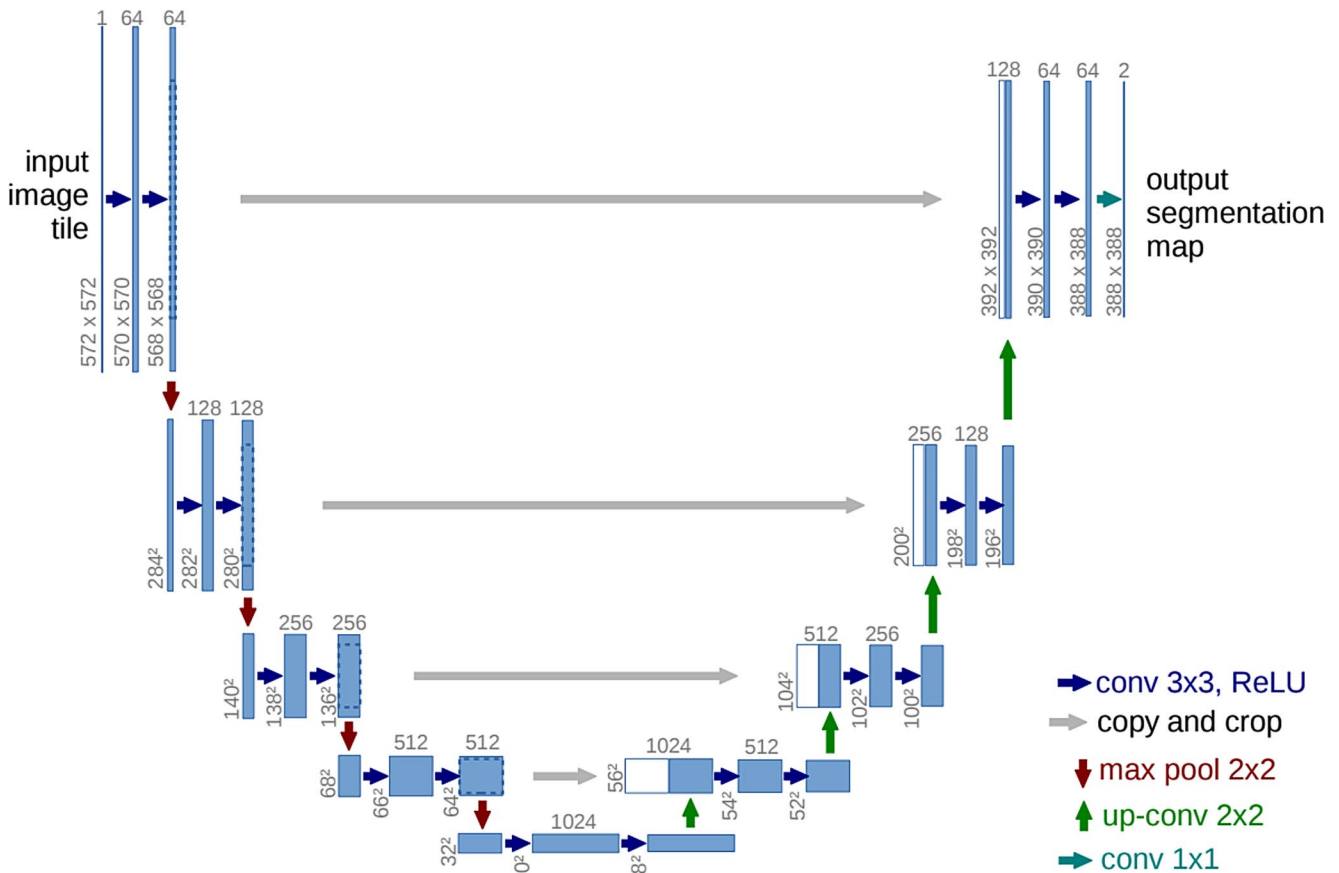 1 64 64
128 64 64 2
input
image
tile
output
segmentation
map
572 x 572
570 x 570
568 x 568
392 x 392
390 x 390
388 x 388
388 x 388
128 128
256 128
284²
282²
280²
200²
198²
196²
256 256
512 256
140²
138²
136²
104²
102²
100²
conv 3x3, ReLU
copy and crop
max pool 2x2
up-conv 2x2
conv 1x1
512 512
1024 512
68²
66²
64²
56²
54²
52²
1024
32²
0²
8²